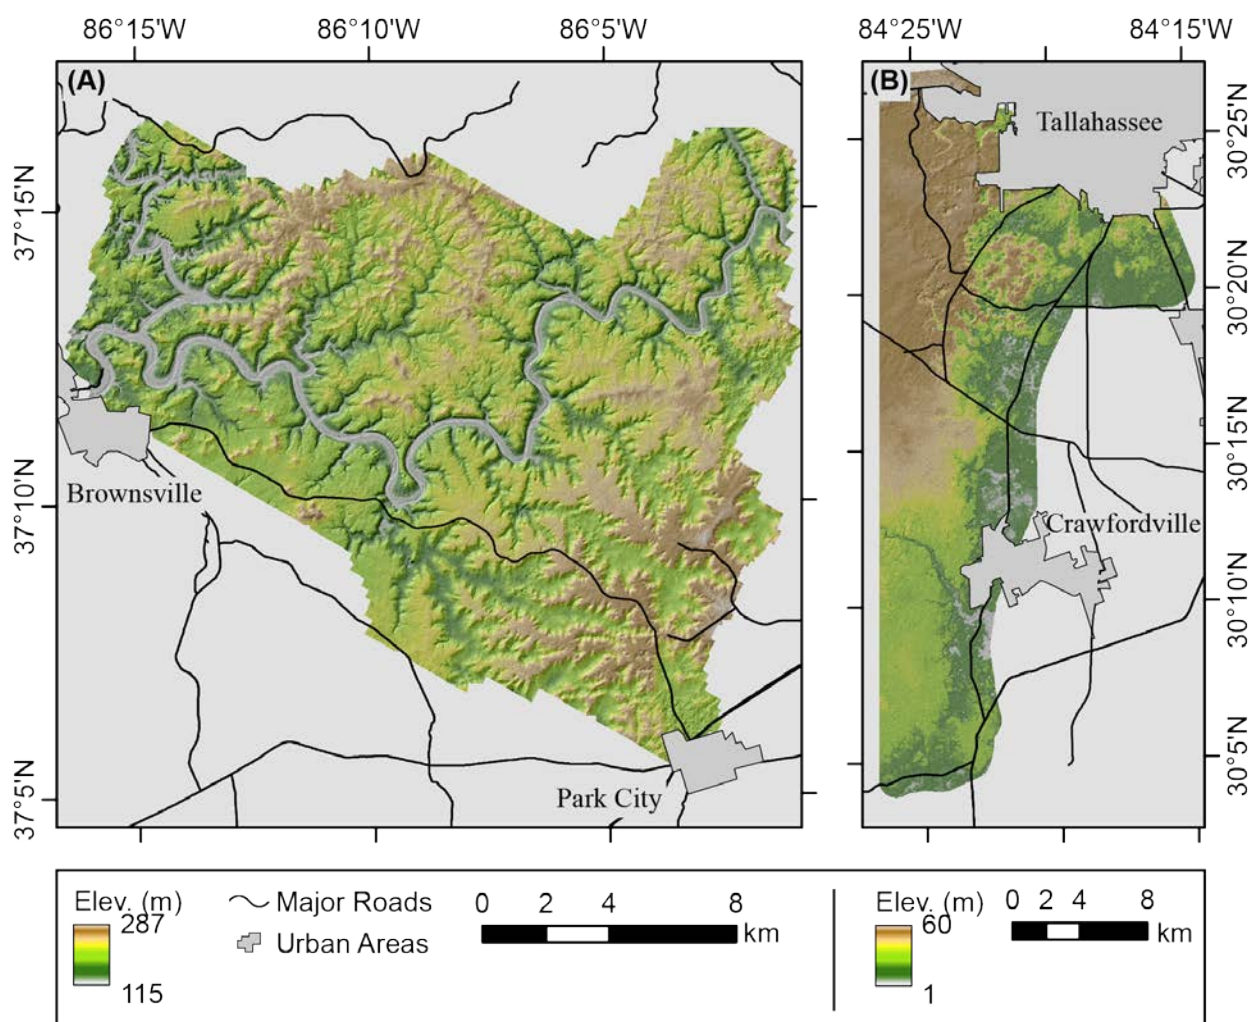 86°15'W 86°10'W 86°5'W 84°25'W 84°15'W
(A)
(B)
Tallahassee
30°25'N
37°15'N
30°20'N
30°15'N
Brownsville
37°10'N
Crawfordville
30°10'N
30°5'N
Park City
37°5'N
Elev. (m)
287
115
Major Roads
Urban Areas
0 2 4 8
km
Elev. (m)
60
1
0 2 4 8
km